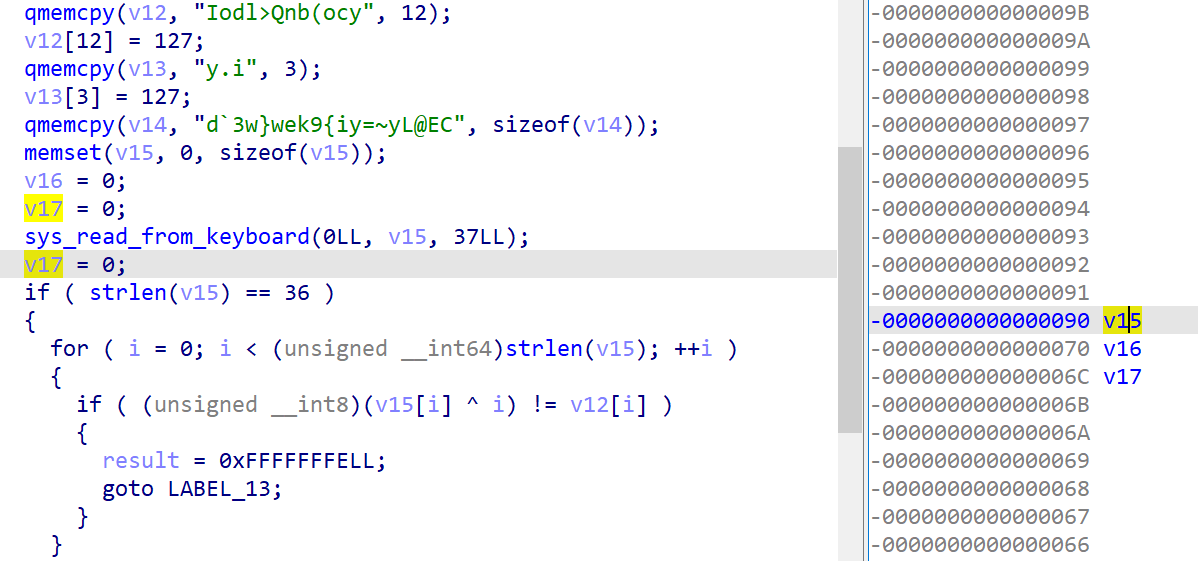 qmemcpy(v12, "Iodl>Qnb(ocy", 12);
v12[12] = 127;
qmemcpy(v13, "y.i", 3);
v13[3] = 127;
qmemcpy(v14, "d`3w}wek9{iy=~yL@EC", sizeof(v14));
memset(v15, 0, sizeof(v15));
v16 = 0;
v17 = 0;
sys_read_from_keyboard(0LL, v15, 37LL);
v17 = 0;
if ( strlen(v15) == 36 )
{
for ( i = 0; i < (unsigned __int64)strlen(v15); ++i )
{
if ( (unsigned __int8)(v15[i] ^ i) != v12[i] )
{
result = 0xFFFFFFFELL;
goto LABEL_13;
}
}
-000000000000009B
-000000000000009A
-0000000000000099
-0000000000000098
-0000000000000097
-0000000000000096
-0000000000000095
-0000000000000094
-0000000000000093
-0000000000000092
-0000000000000091
-0000000000000090 v15
-0000000000000070 v16
-000000000000006C v17
-000000000000006B
-000000000000006A
-0000000000000069
-0000000000000068
-0000000000000067
-0000000000000066